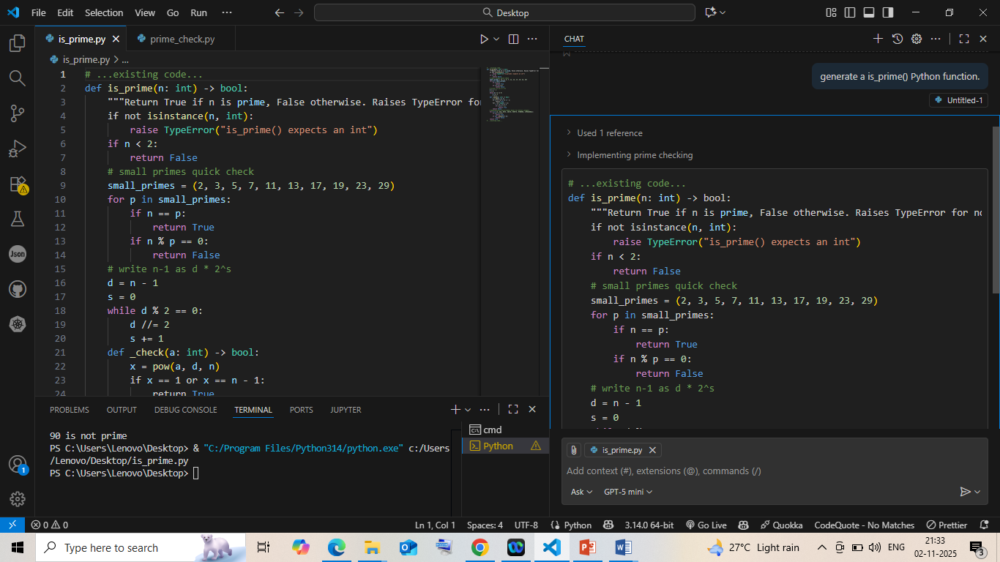 File Edit Selection View Go Run ··· Desktop
is_prime.py prime_check.py
is_prime.py > ...
1 # ...existing code...
2 def is_prime(n: int) -> bool:
3 """Return True if n is prime, False otherwise. Raises TypeError fo
4 if not isinstance(n, int):
5 raise TypeError("is_prime() expects an int")
6 if n < 2:
7 return False
8 # small primes quick check
9 small_primes = (2, 3, 5, 7, 11, 13, 17, 19, 23, 29)
10 for p in small_primes:
11 if n == p:
12 return True
13 if n % p == 0:
14 return False
15 # write n-1 as d * 2^s
16 d = n - 1
17 s = 0
18 while d % 2 == 0:
19 d //= 2
20 s += 1
21 def _check(a: int) -> bool:
22 x = pow(a, d, n)
23 if x == 1 or x == n - 1:
24 return True
PROBLEMS OUTPUT DEBUG CONSOLE TERMINAL PORTS JUPYTER
90 is not prime
PS C:\Users\Lenovo\Desktop> & "C:/Program Files/Python314/python.exe" c:/Users
/Lenovo/Desktop/is_prime.py
PS C:\Users\Lenovo\Desktop>
cmd
Python
CHAT
generate a is_prime() Python function.
Untitled-1
Used 1 reference
Implementing prime checking
# ...existing code...
def is_prime(n: int) -> bool:
"""Return True if n is prime, False otherwise. Raises TypeError for no
if not isinstance(n, int):
raise TypeError("is_prime() expects an int")
if n < 2:
return False
# small primes quick check
small_primes = (2, 3, 5, 7, 11, 13, 17, 19, 23, 29)
for p in small_primes:
if n == p:
return True
if n % p == 0:
return False
# write n-1 as d * 2^s
d = n - 1
s = 0
is_prime.py
Add context (#), extensions (@), commands (/)
Ask GPT-5 mini
Json
1
0 0 Ln 1, Col 1 Spaces: 4 UTF-8 Python 3.14.0 64-bit Go Live Quokka CodeQuote - No Matches Prettier
Type here to search 27°C Light rain ENG 21:33
02-11-2025 3